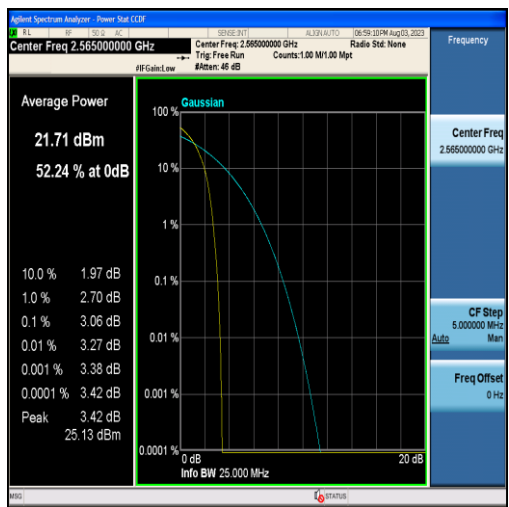 Agilent Spectrum Analyzer - Power Stat CCDF
RL RF 50 Ω AC SENSE:INT ALIGN AUTO 06:59:10 PM Aug 03, 2023
Center Freq 2.565000000 GHz
Center Freq: 2.565000000 GHz
Radio Std: None
Trig: Free Run
Counts:1.00 M/1.00 Mpt
#IFGain:Low
#Atten: 46 dB
Frequency
Average Power
21.71 dBm
52.24 % at 0dB
10.0 % 1.97 dB
1.0 % 2.70 dB
0.1 % 3.06 dB
0.01 % 3.27 dB
0.001 % 3.38 dB
0.0001 % 3.42 dB
Peak 3.42 dB
25.13 dBm
Gaussian
100 %
10 %
1 %
0.1 %
0.01 %
0.001 %
0.0001 %
0 dB
20 dB
Info BW 25.000 MHz
Center Freq
2.565000000 GHz
CF Step
5.000000 MHz
Auto Man
Freq Offset
0 Hz
MSG
STATUS